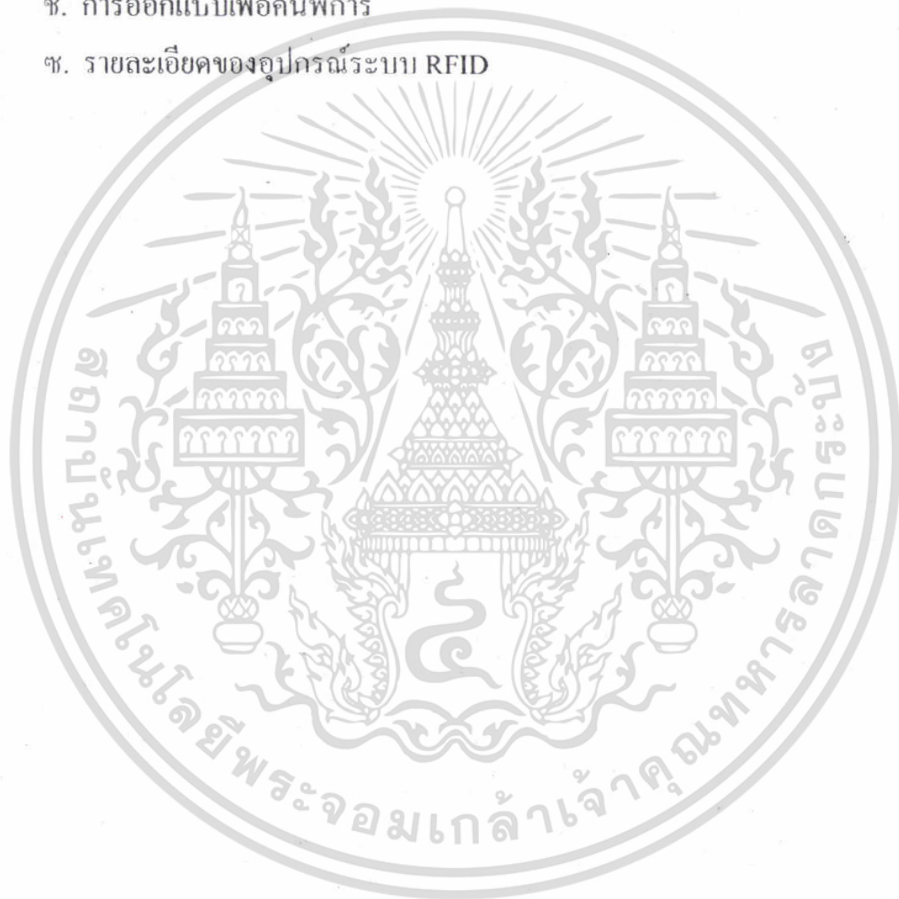 ช. การออกแบบเพื่อคนพิการ
ซ. รายละเอียดของอุปกรณ์ระบบ RFID
สถาบันเทคโนโลยีพระจอมเกล้าเจ้าคุณทหารลาดกระบัง
๔